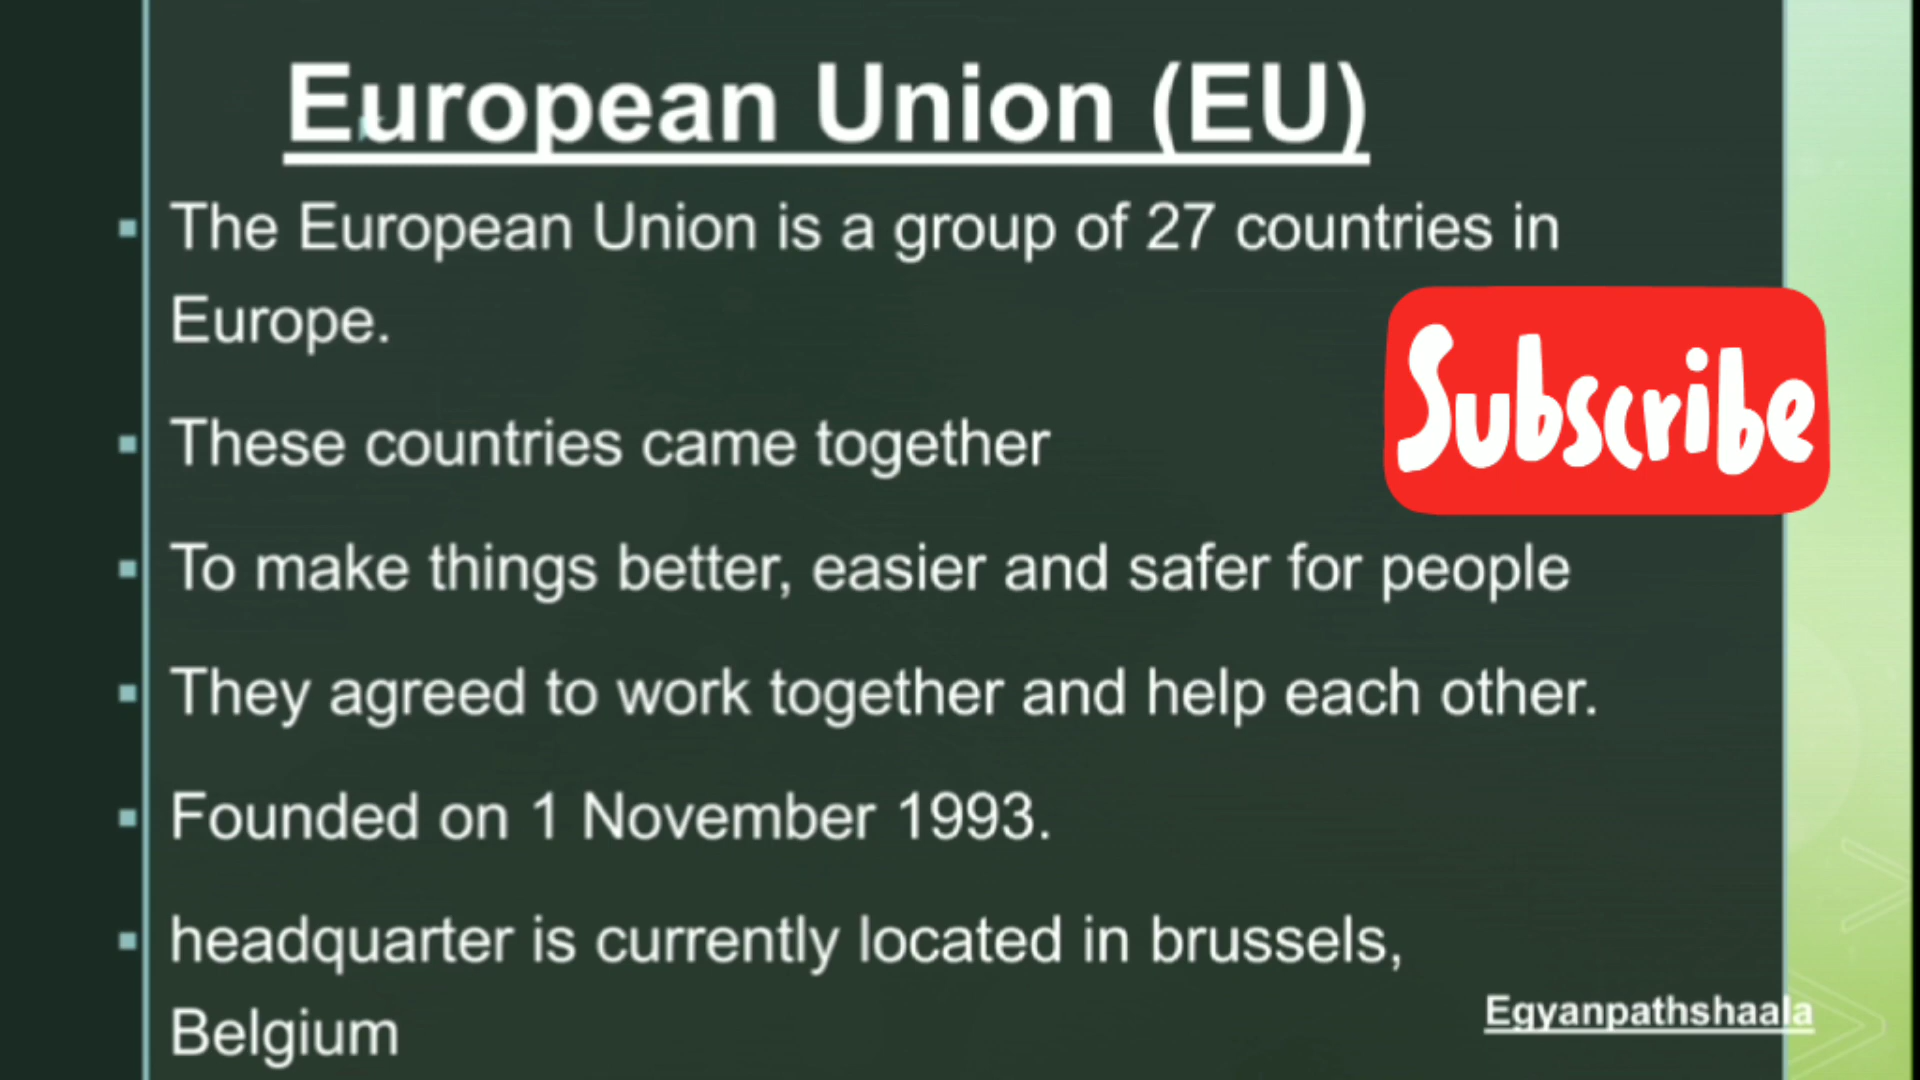 European Union (EU)
The European Union is a group of 27 countries in
Europe.
Subscribe
These countries came together
To make things better, easier and safer for people
They agreed to work together and help each other.
Founded on 1 November 1993.
headquarter is currently located in brussels,
Belgium
Egyanpathshaala